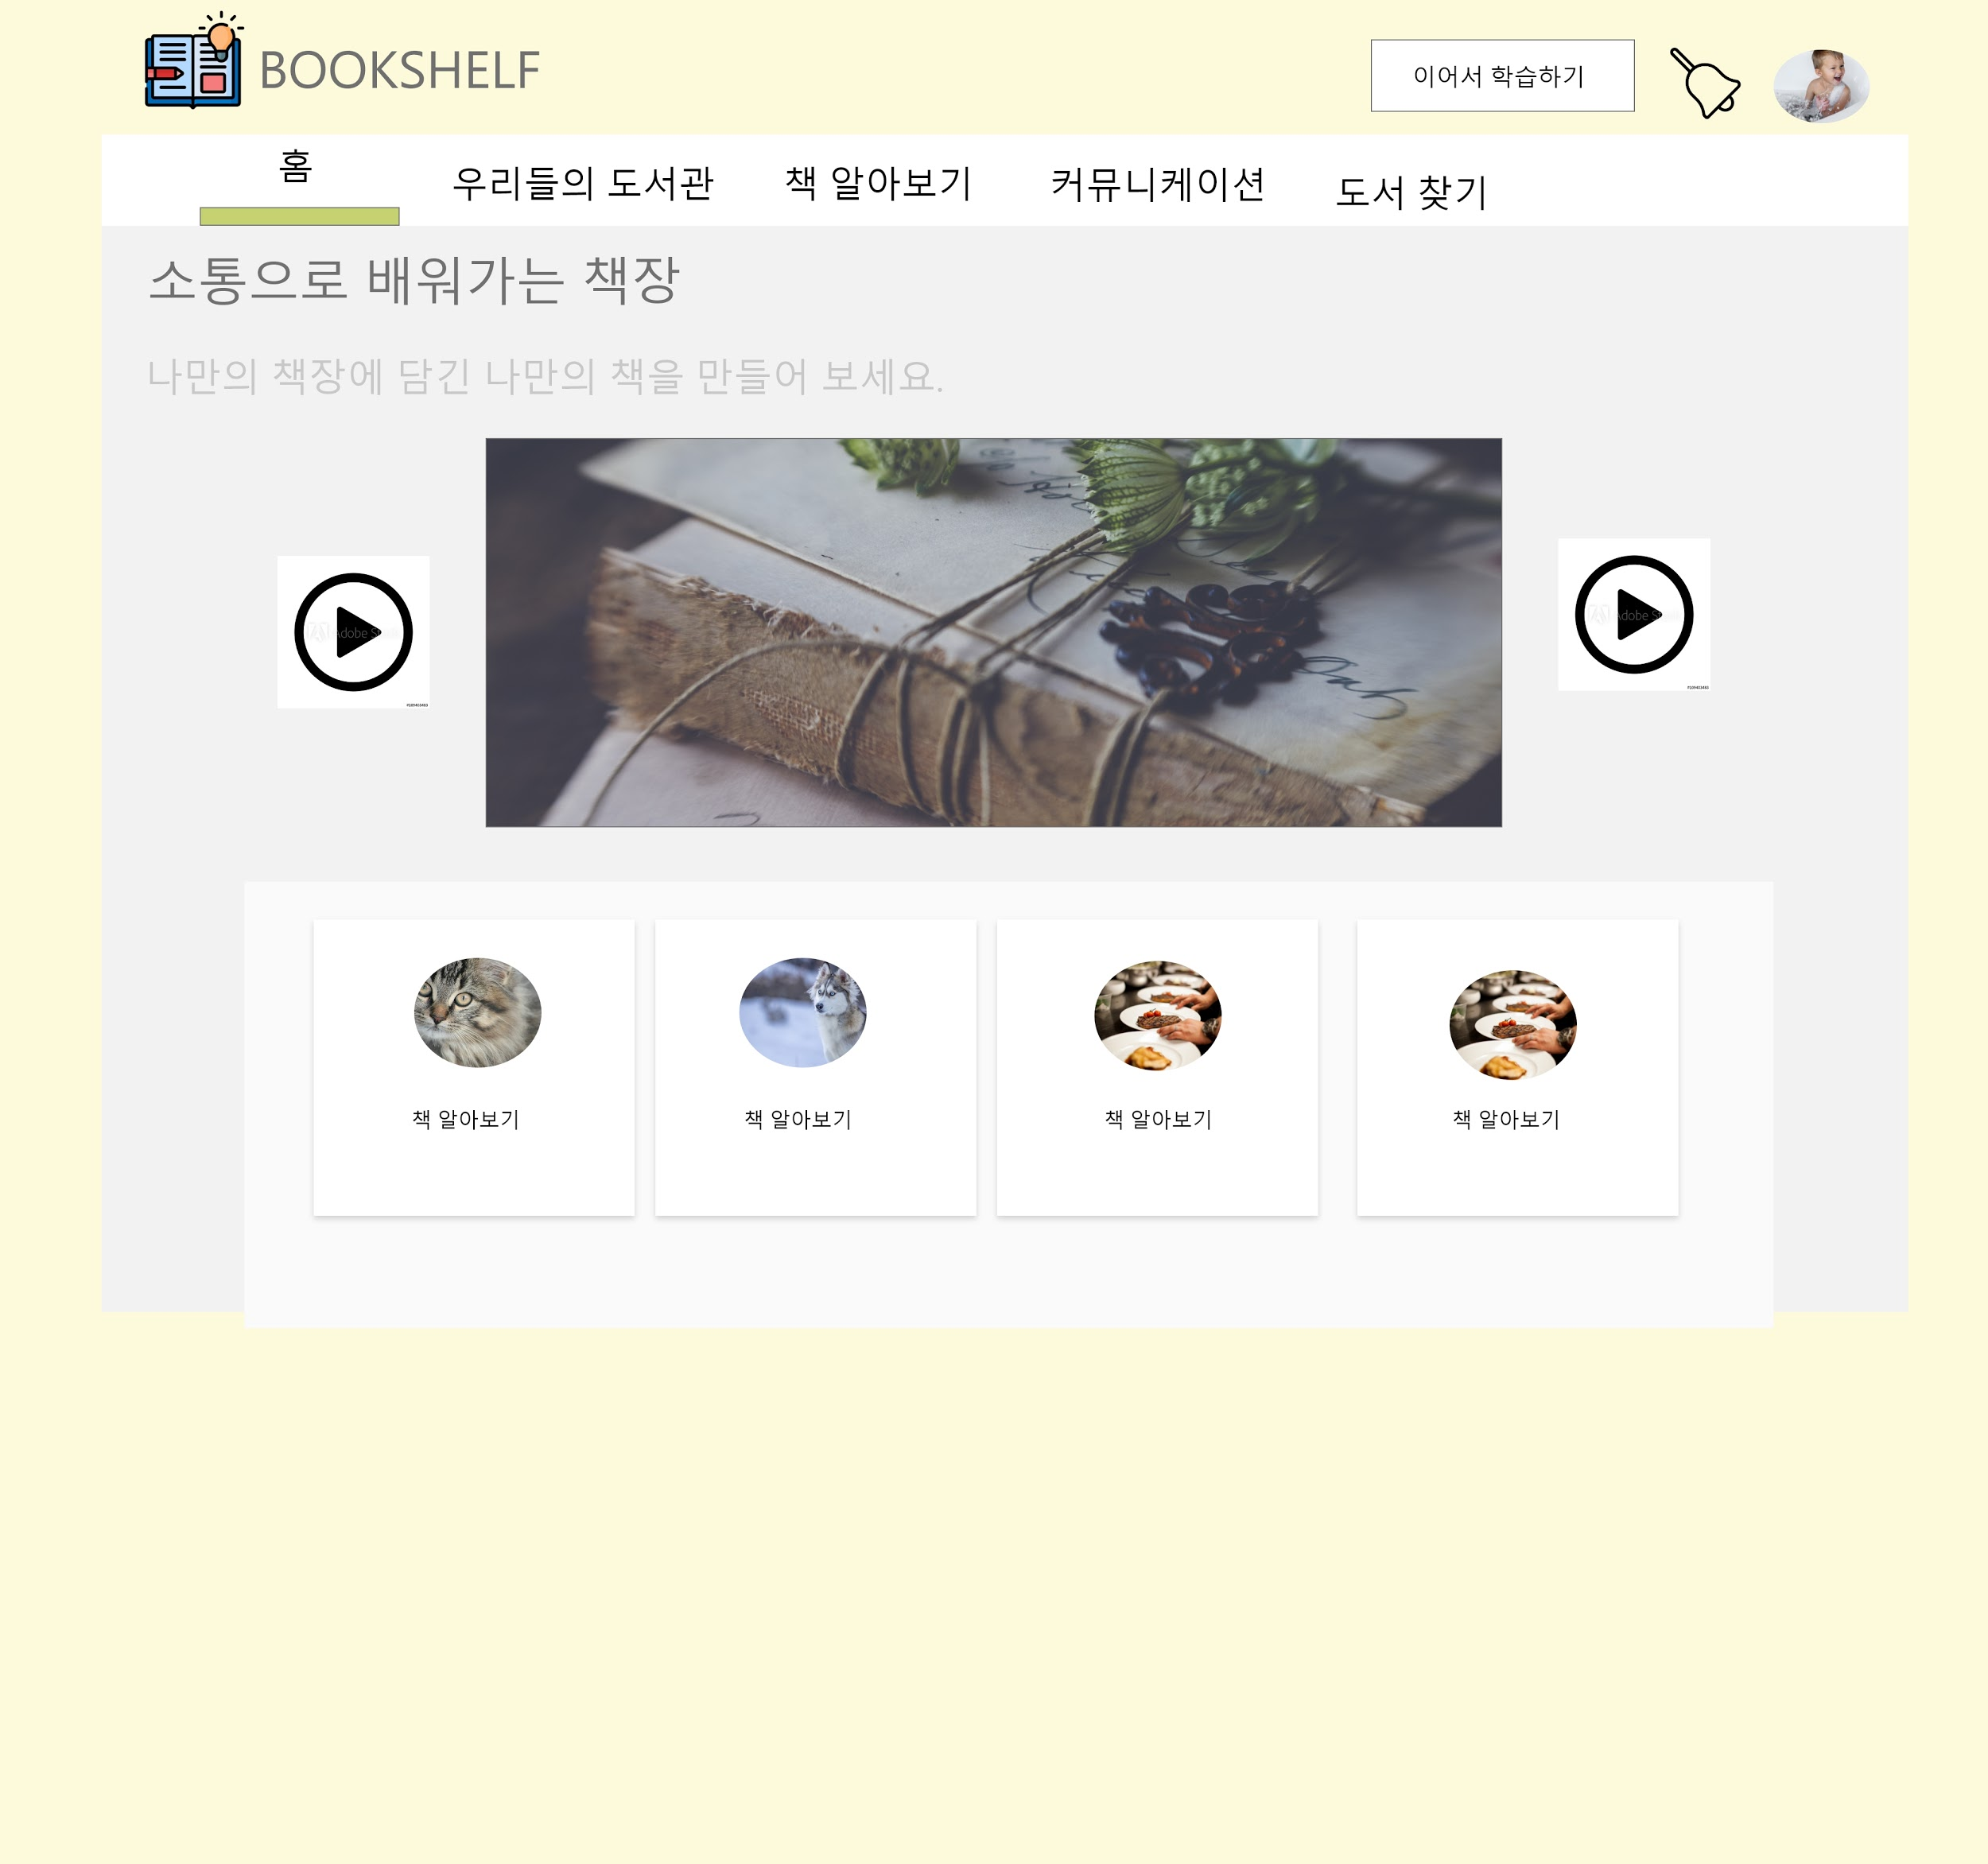 BOOKSHELF
이어서 학습하기
홈
우리들의 도서관
책 알아보기
커뮤니케이션
도서 찾기
소통으로 배워가는 책장
나만의 책장에 담긴 나만의 책을 만들어 보세요.
책 알아보기
책 알아보기
책 알아보기
책 알아보기